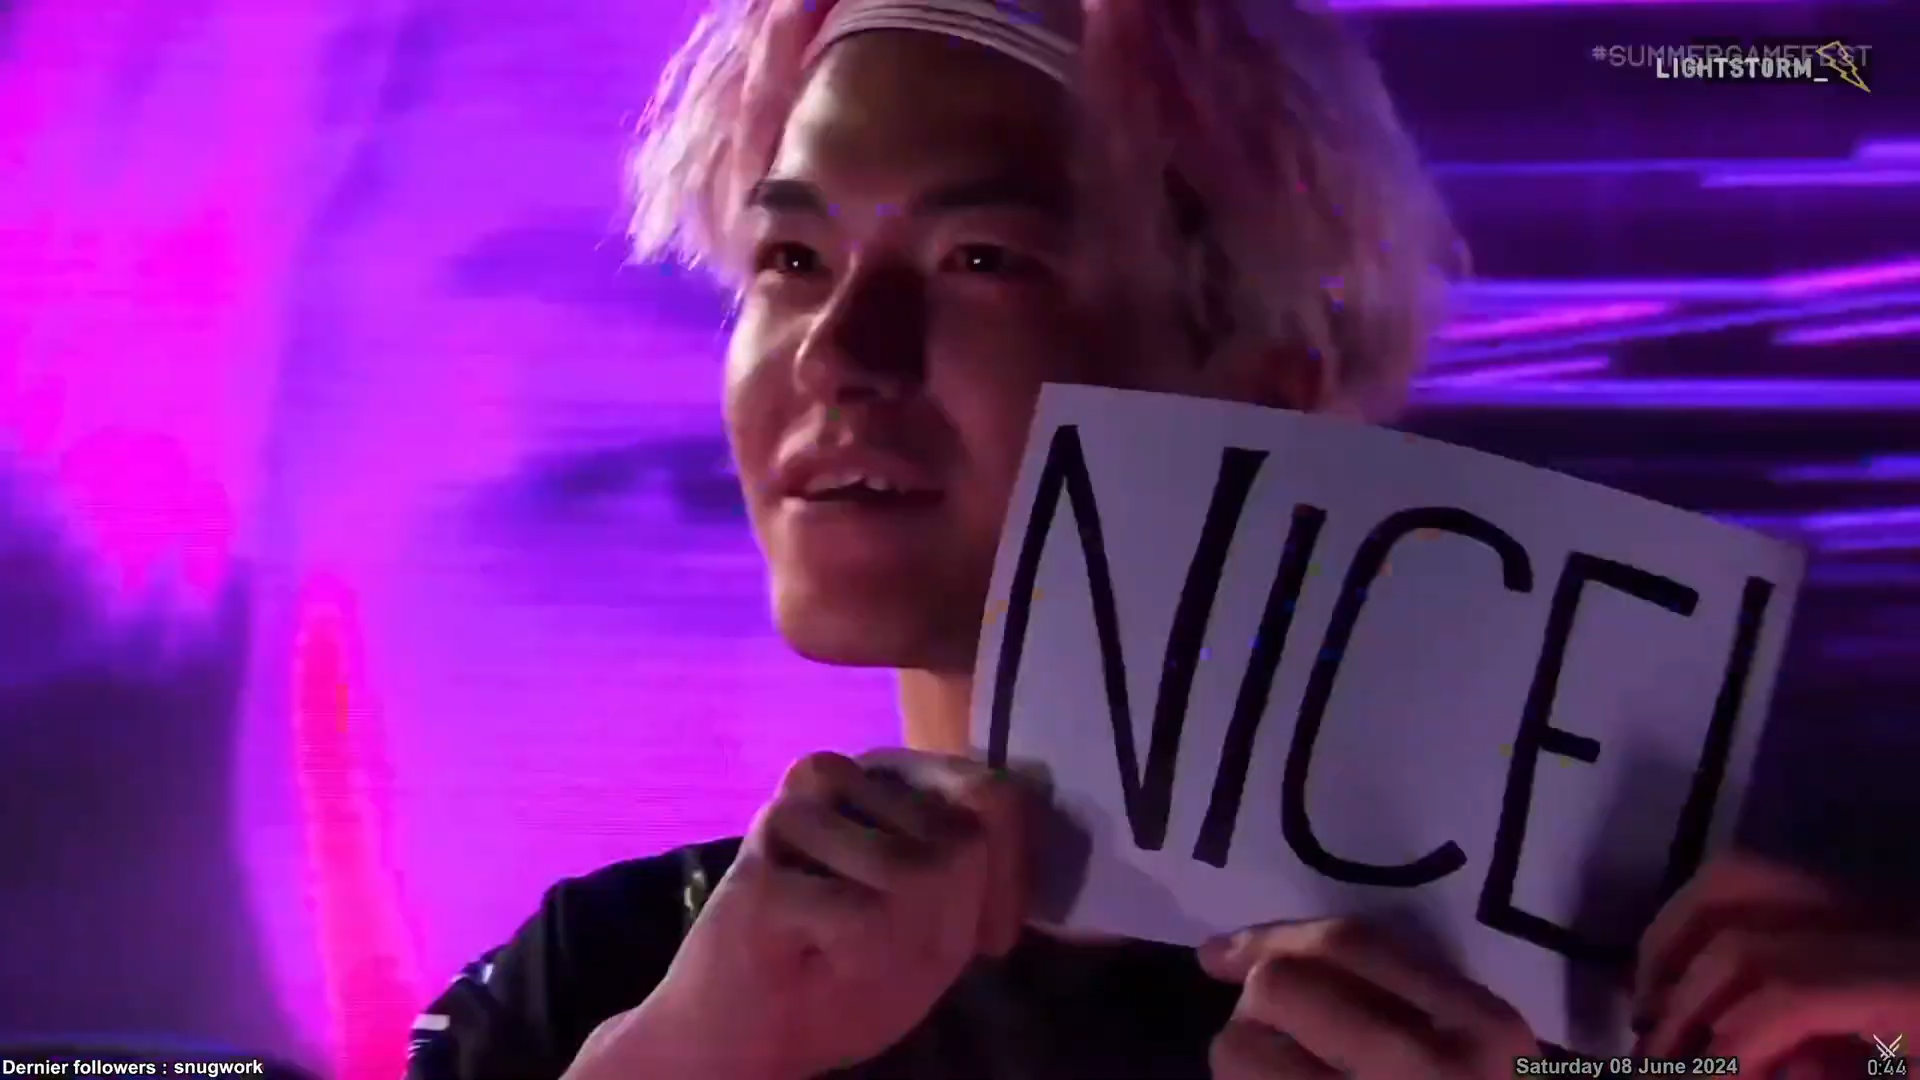 #SUMMERGAMEFEST
LIGHTSTORM_
NICE!
Dernier followers : snugwork
Saturday 08 June 2024
0:44